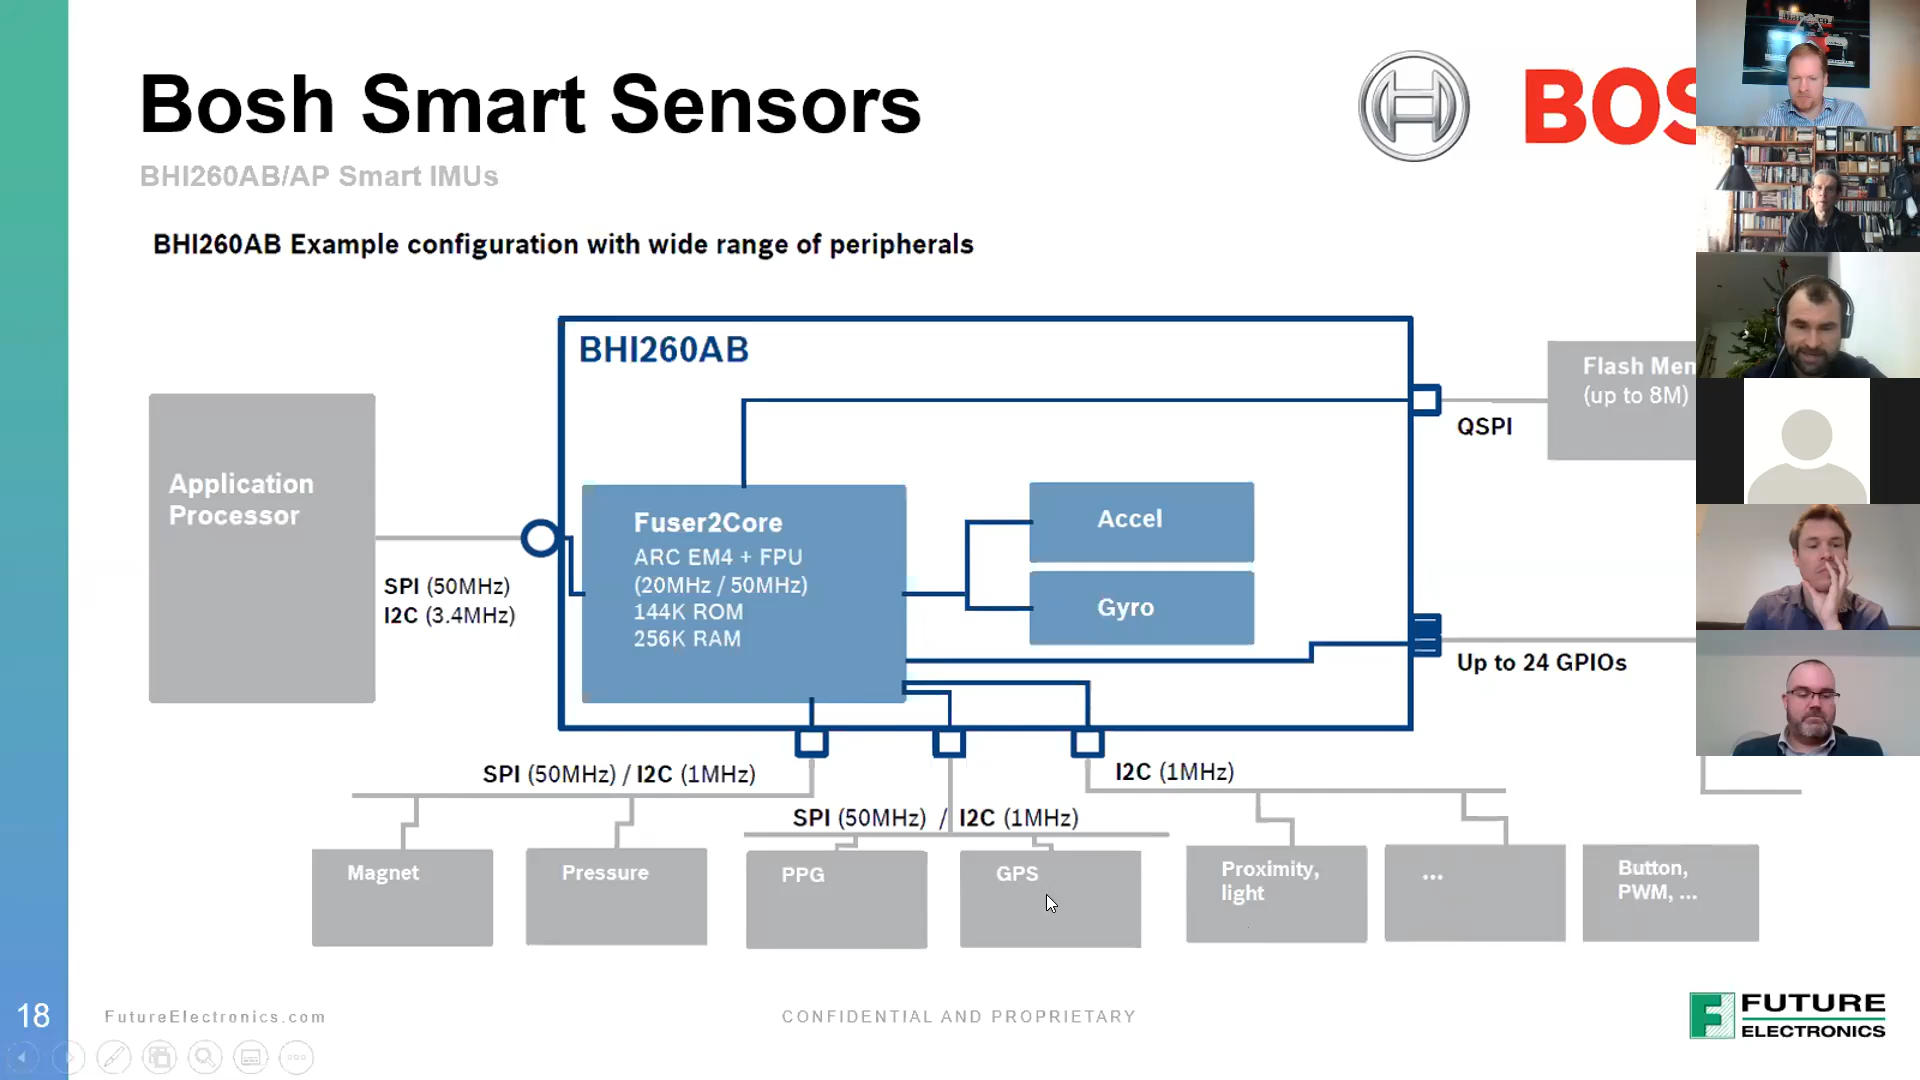 Bosh Smart Sensors
BOS
BHI260AB/AP Smart IMUs
BHI260AB Example configuration with wide range of peripherals
BHI260AB
Flash Mem
(up to 8M)
QSPI
Application
Processor
SPI (50MHz)
I2C (3.4MHz)
Fuser2Core
ARC EM4 + FPU
(20MHz / 50MHz)
144K ROM
256K RAM
Accel
Gyro
Up to 24 GPIOs
SPI (50MHz) / I2C (1MHz)
I2C (1MHz)
SPI (50MHz) / I2C (1MHz)
Magnet
Pressure
PPG
GPS
Proximity,
light
...
Button,
PWM, ...
18
FutureElectronics.com
CONFIDENTIAL AND PROPRIETARY
F FUTURE
ELECTRONICS